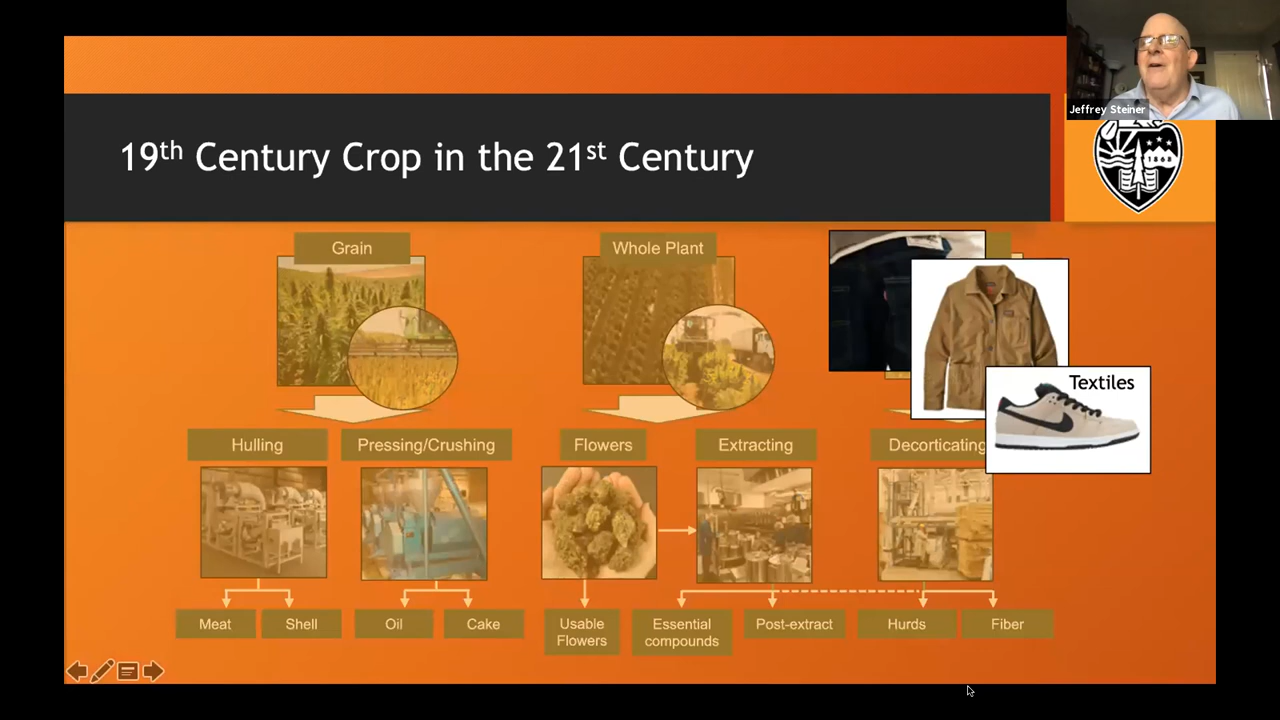 Jeffrey Steiner
19th Century Crop in the 21st Century
1868
Grain
Whole Plant
Textiles
Hulling
Pressing/Crushing
Flowers
Extracting
Decorticating
Meat
Shell
Oil
Cake
Usable
Flowers
Essential
compounds
Post-extract
Hurds
Fiber